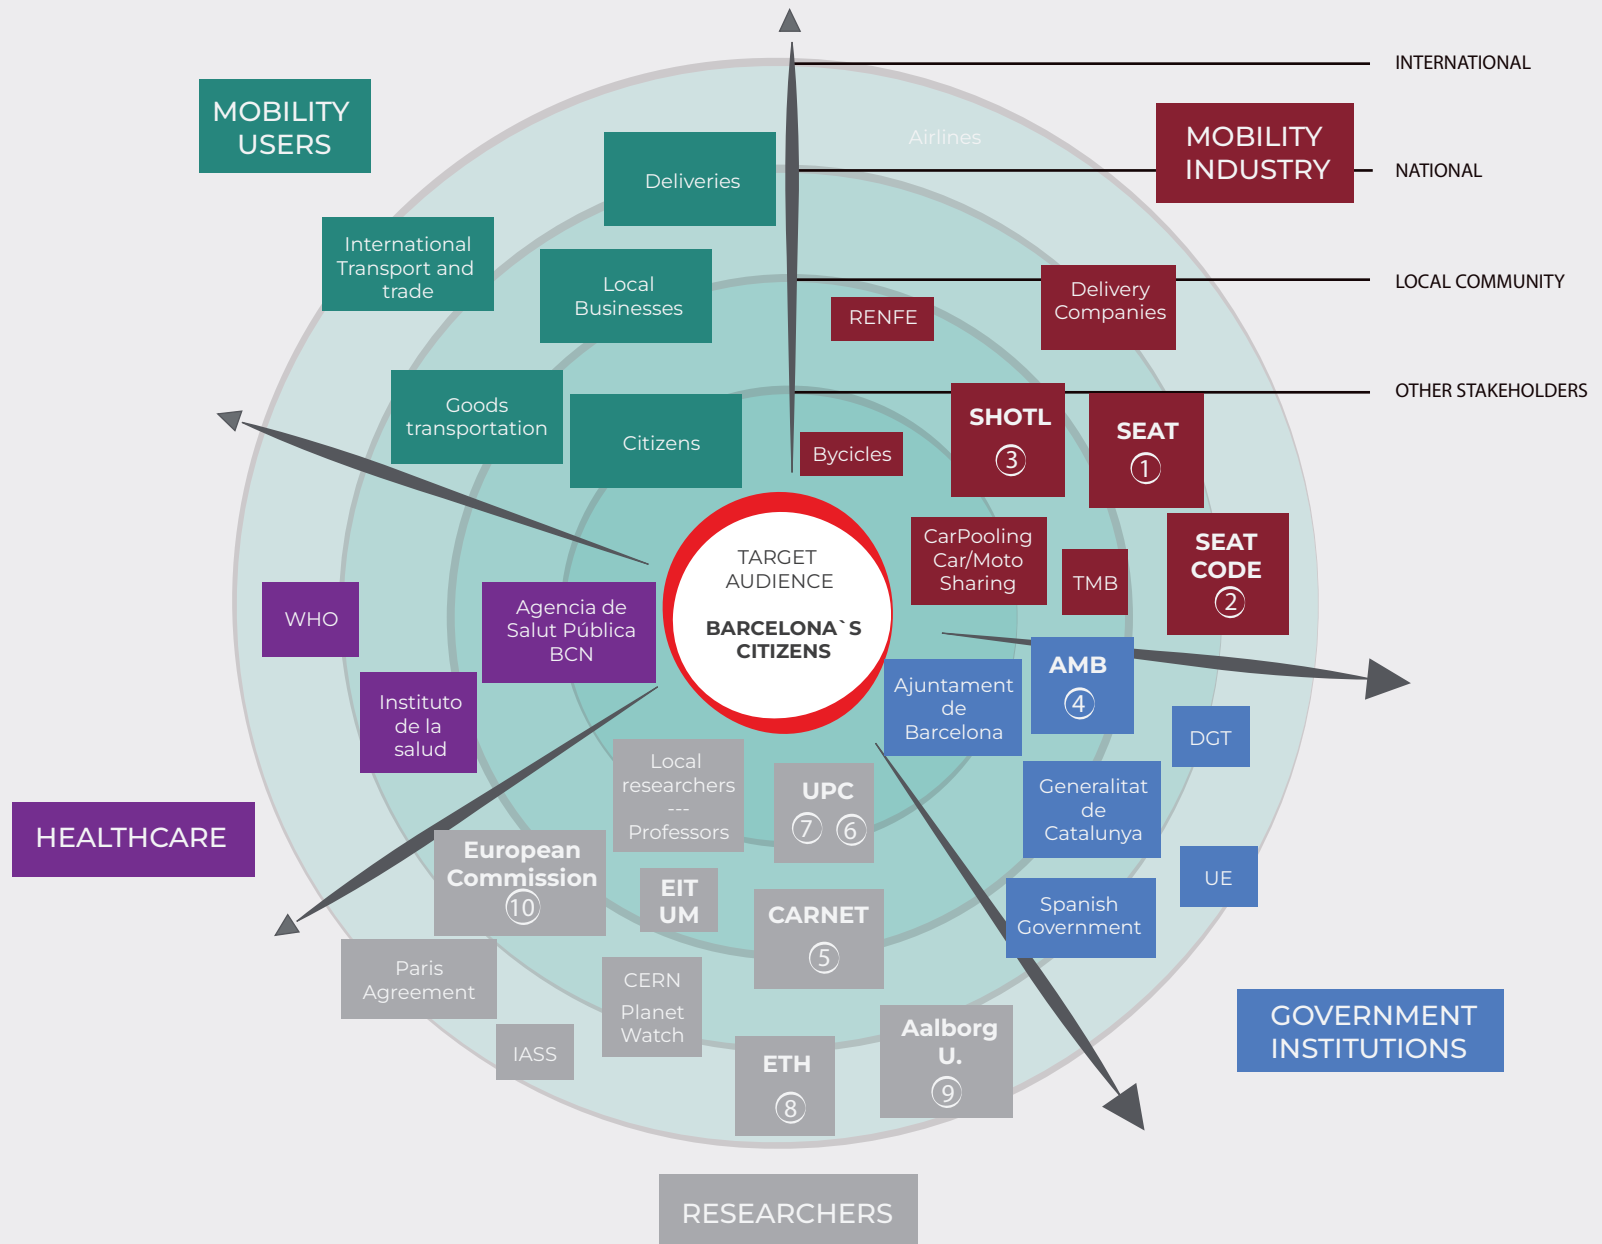 INTERNATIONAL
MOBILITY
USERS
MOBILITY
INDUSTRY
Airlines
NATIONAL
Deliveries
International
Transport and
trade
Local
Businesses
LOCAL COMMUNITY
Delivery
Companies
RENFE
OTHER STAKEHOLDERS
Goods
transportation
Citizens
Bycicles
SHOTL
3
SEAT
1
CarPooling
Car/Moto
Sharing
TMB
SEAT
CODE
2
TARGET
AUDIENCE
BARCELONA`S
CITIZENS
WHO
Agencia de
Salut Pública
BCN
Instituto
de la
salud
HEALTHCARE
Ajuntament
de
Barcelona
AMB
4
DGT
Generalitat
de
Catalunya
UE
Spanish
Government
GOVERNMENT
INSTITUTIONS
Local
researchers
---
Professors
UPC
7 6
European
Commission
10
EIT
UM
CARNET
5
Paris
Agreement
CERN
Planet
Watch
IASS
ETH
8
Aalborg
U.
9
RESEARCHERS